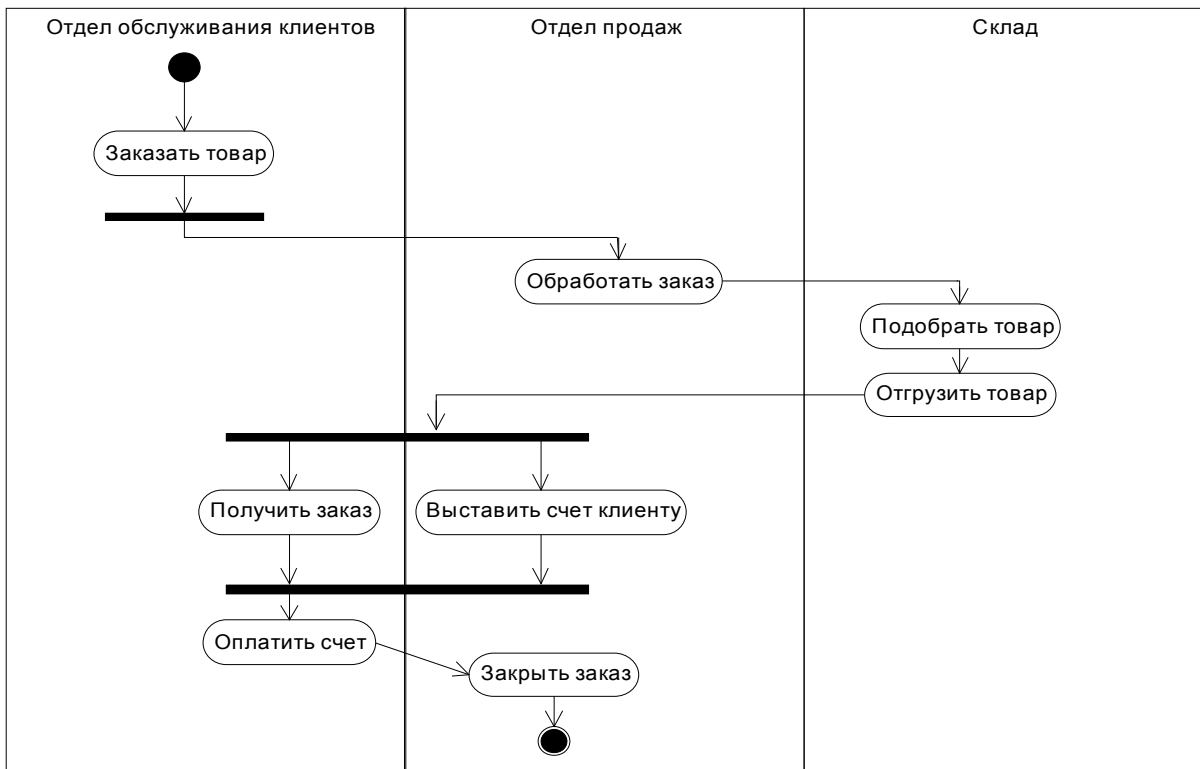 Отдел обслуживания клиентов
Отдел продаж
Склад
Заказать товар
Обработать заказ
Подобрать товар
Отгрузить товар
Получить заказ
Выставить счет клиенту
Оплатить счет
Закрыть заказ